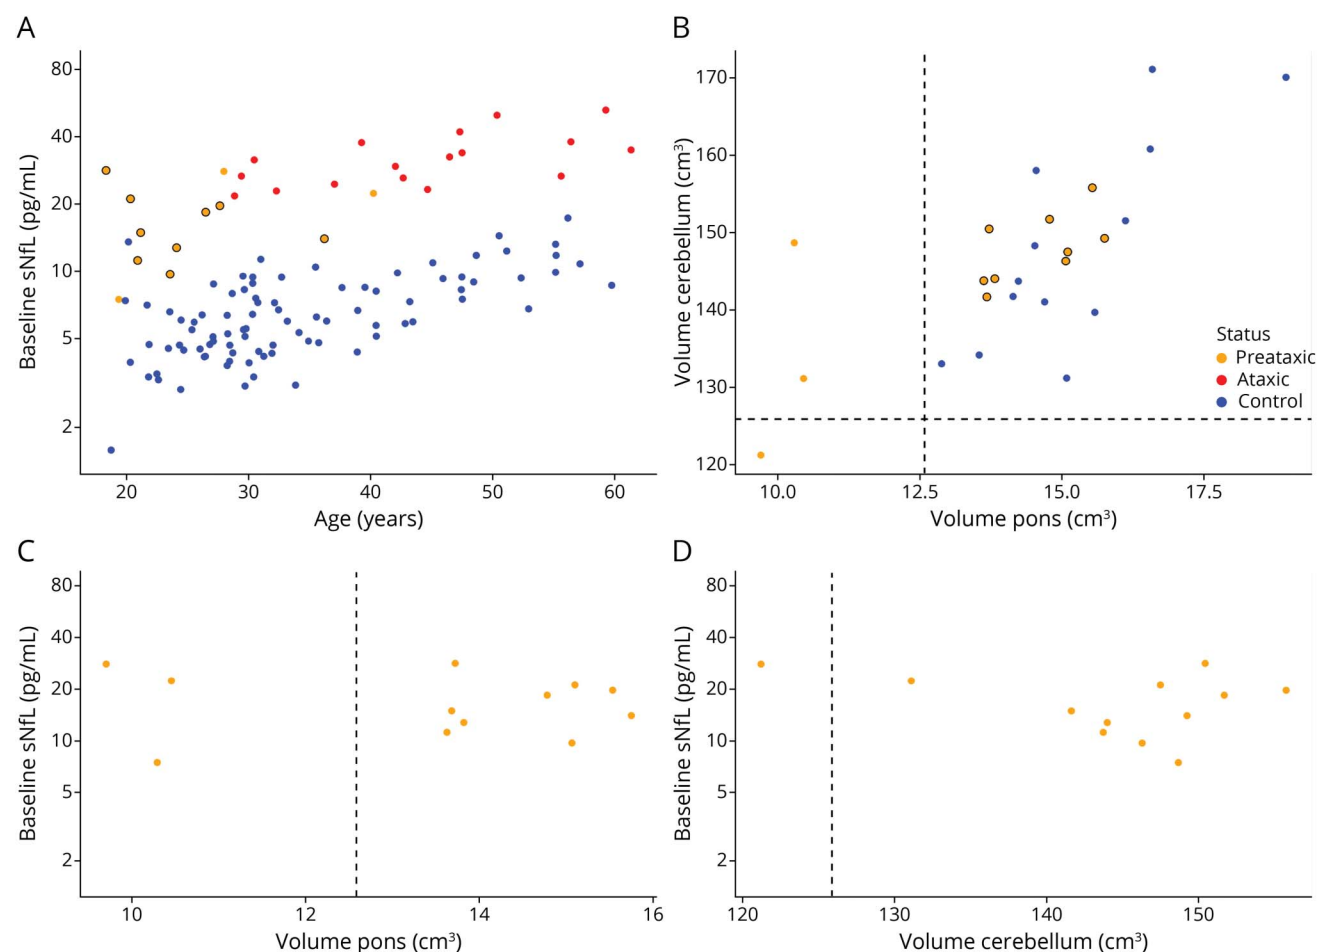 A
80
40
20
10
5
2
Baseline sNfL (pg/mL)
20 30 40 50 60
Age (years)
B
170
160
150
140
130
120
Volume cerebellum (cm³)
10.0 12.5 15.0 17.5
Volume pons (cm³)
Status
Preataxic
Ataxic
Control
C
80
40
20
10
5
2
Baseline sNfL (pg/mL)
10 12 14 16
Volume pons (cm³)
D
80
40
20
10
5
2
Baseline sNfL (pg/mL)
120 130 140 150
Volume cerebellum (cm³)